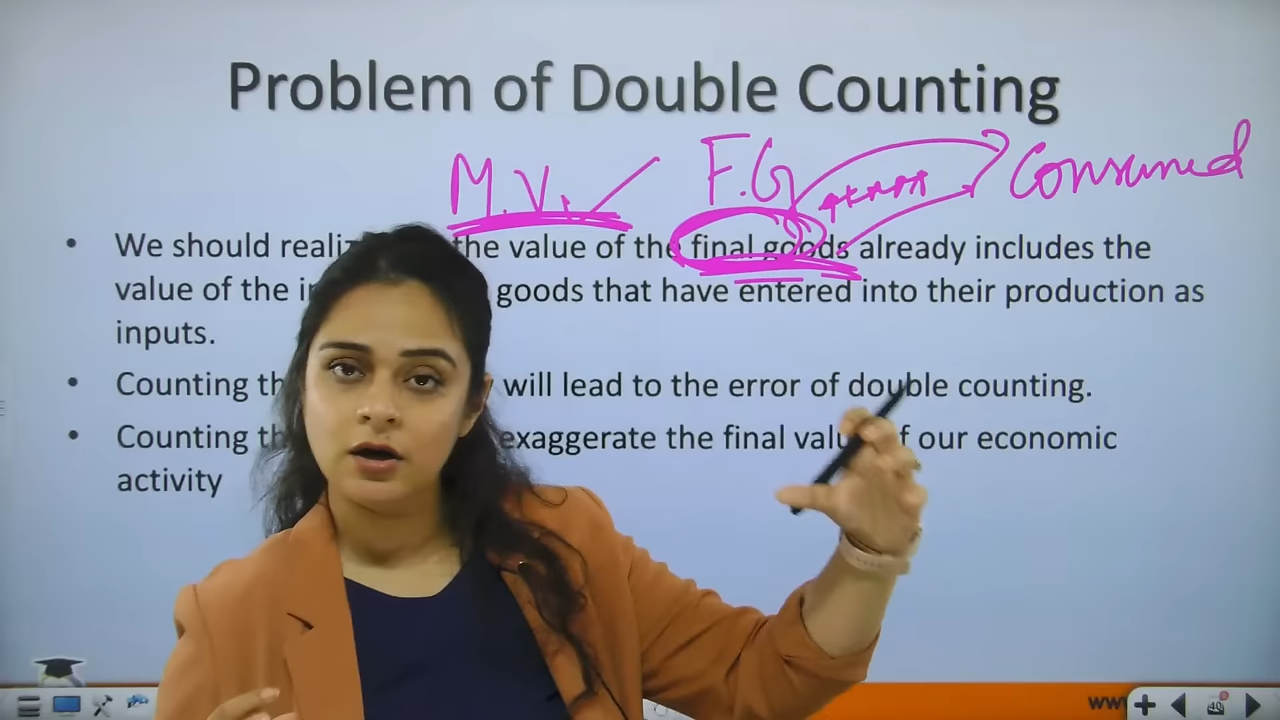 Problem of Double Counting
M.V. F.G Consumed
• We should realiz the value of the final goods already includes the
value of the i goods that have entered into their production as
inputs.
• Counting th will lead to the error of double counting.
• Counting th exaggerate the final valu f our economic
activity
www
40